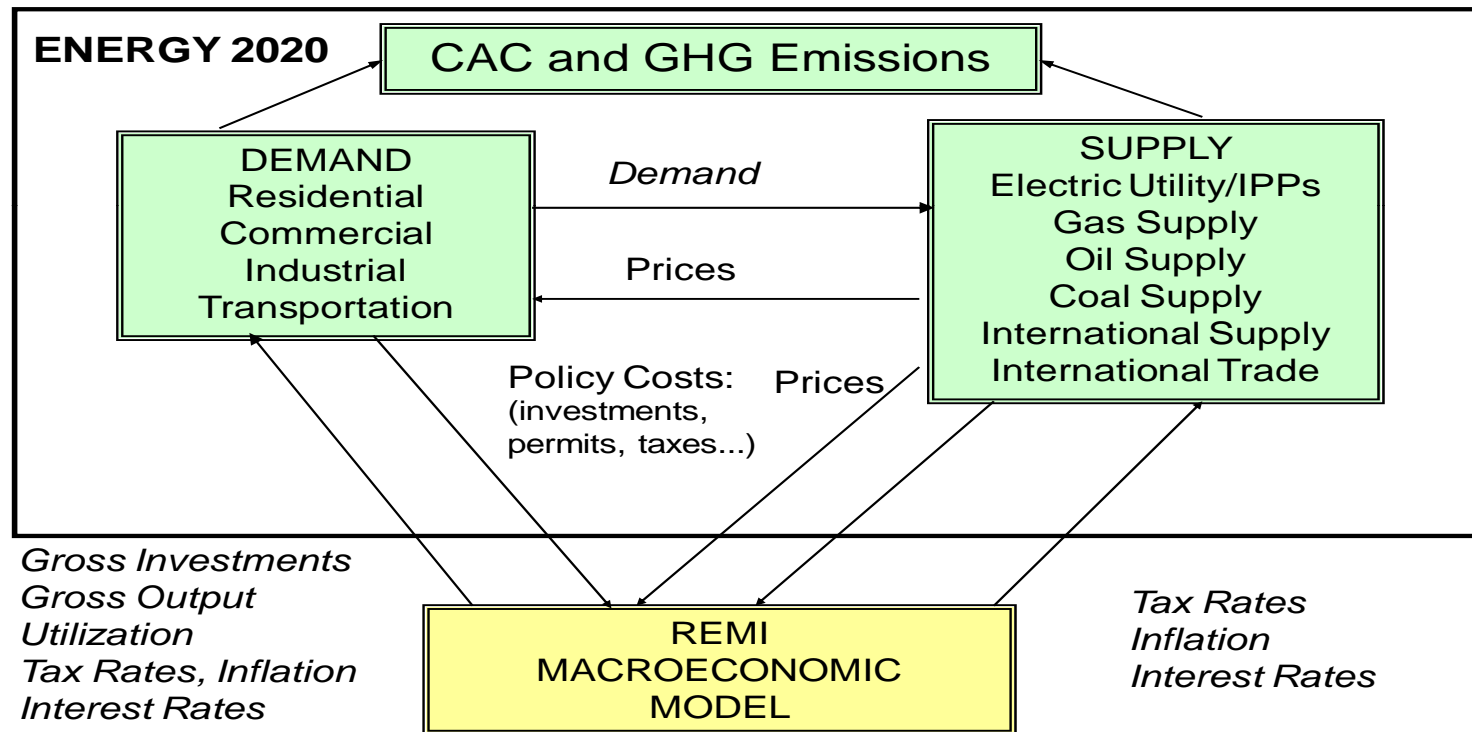 ENERGY 2020
CAC and GHG Emissions
DEMAND
Residential
Commercial
Industrial
Transportation
Demand
Prices
SUPPLY
Electric Utility/IPPs
Gas Supply
Oil Supply
Coal Supply
International Supply
International Trade
Policy Costs:
(investments,
permits, taxes...)
Prices
Gross Investments
Gross Output
Utilization
Tax Rates, Inflation
Interest Rates
REMI
MACROECONOMIC
MODEL
Tax Rates
Inflation
Interest Rates